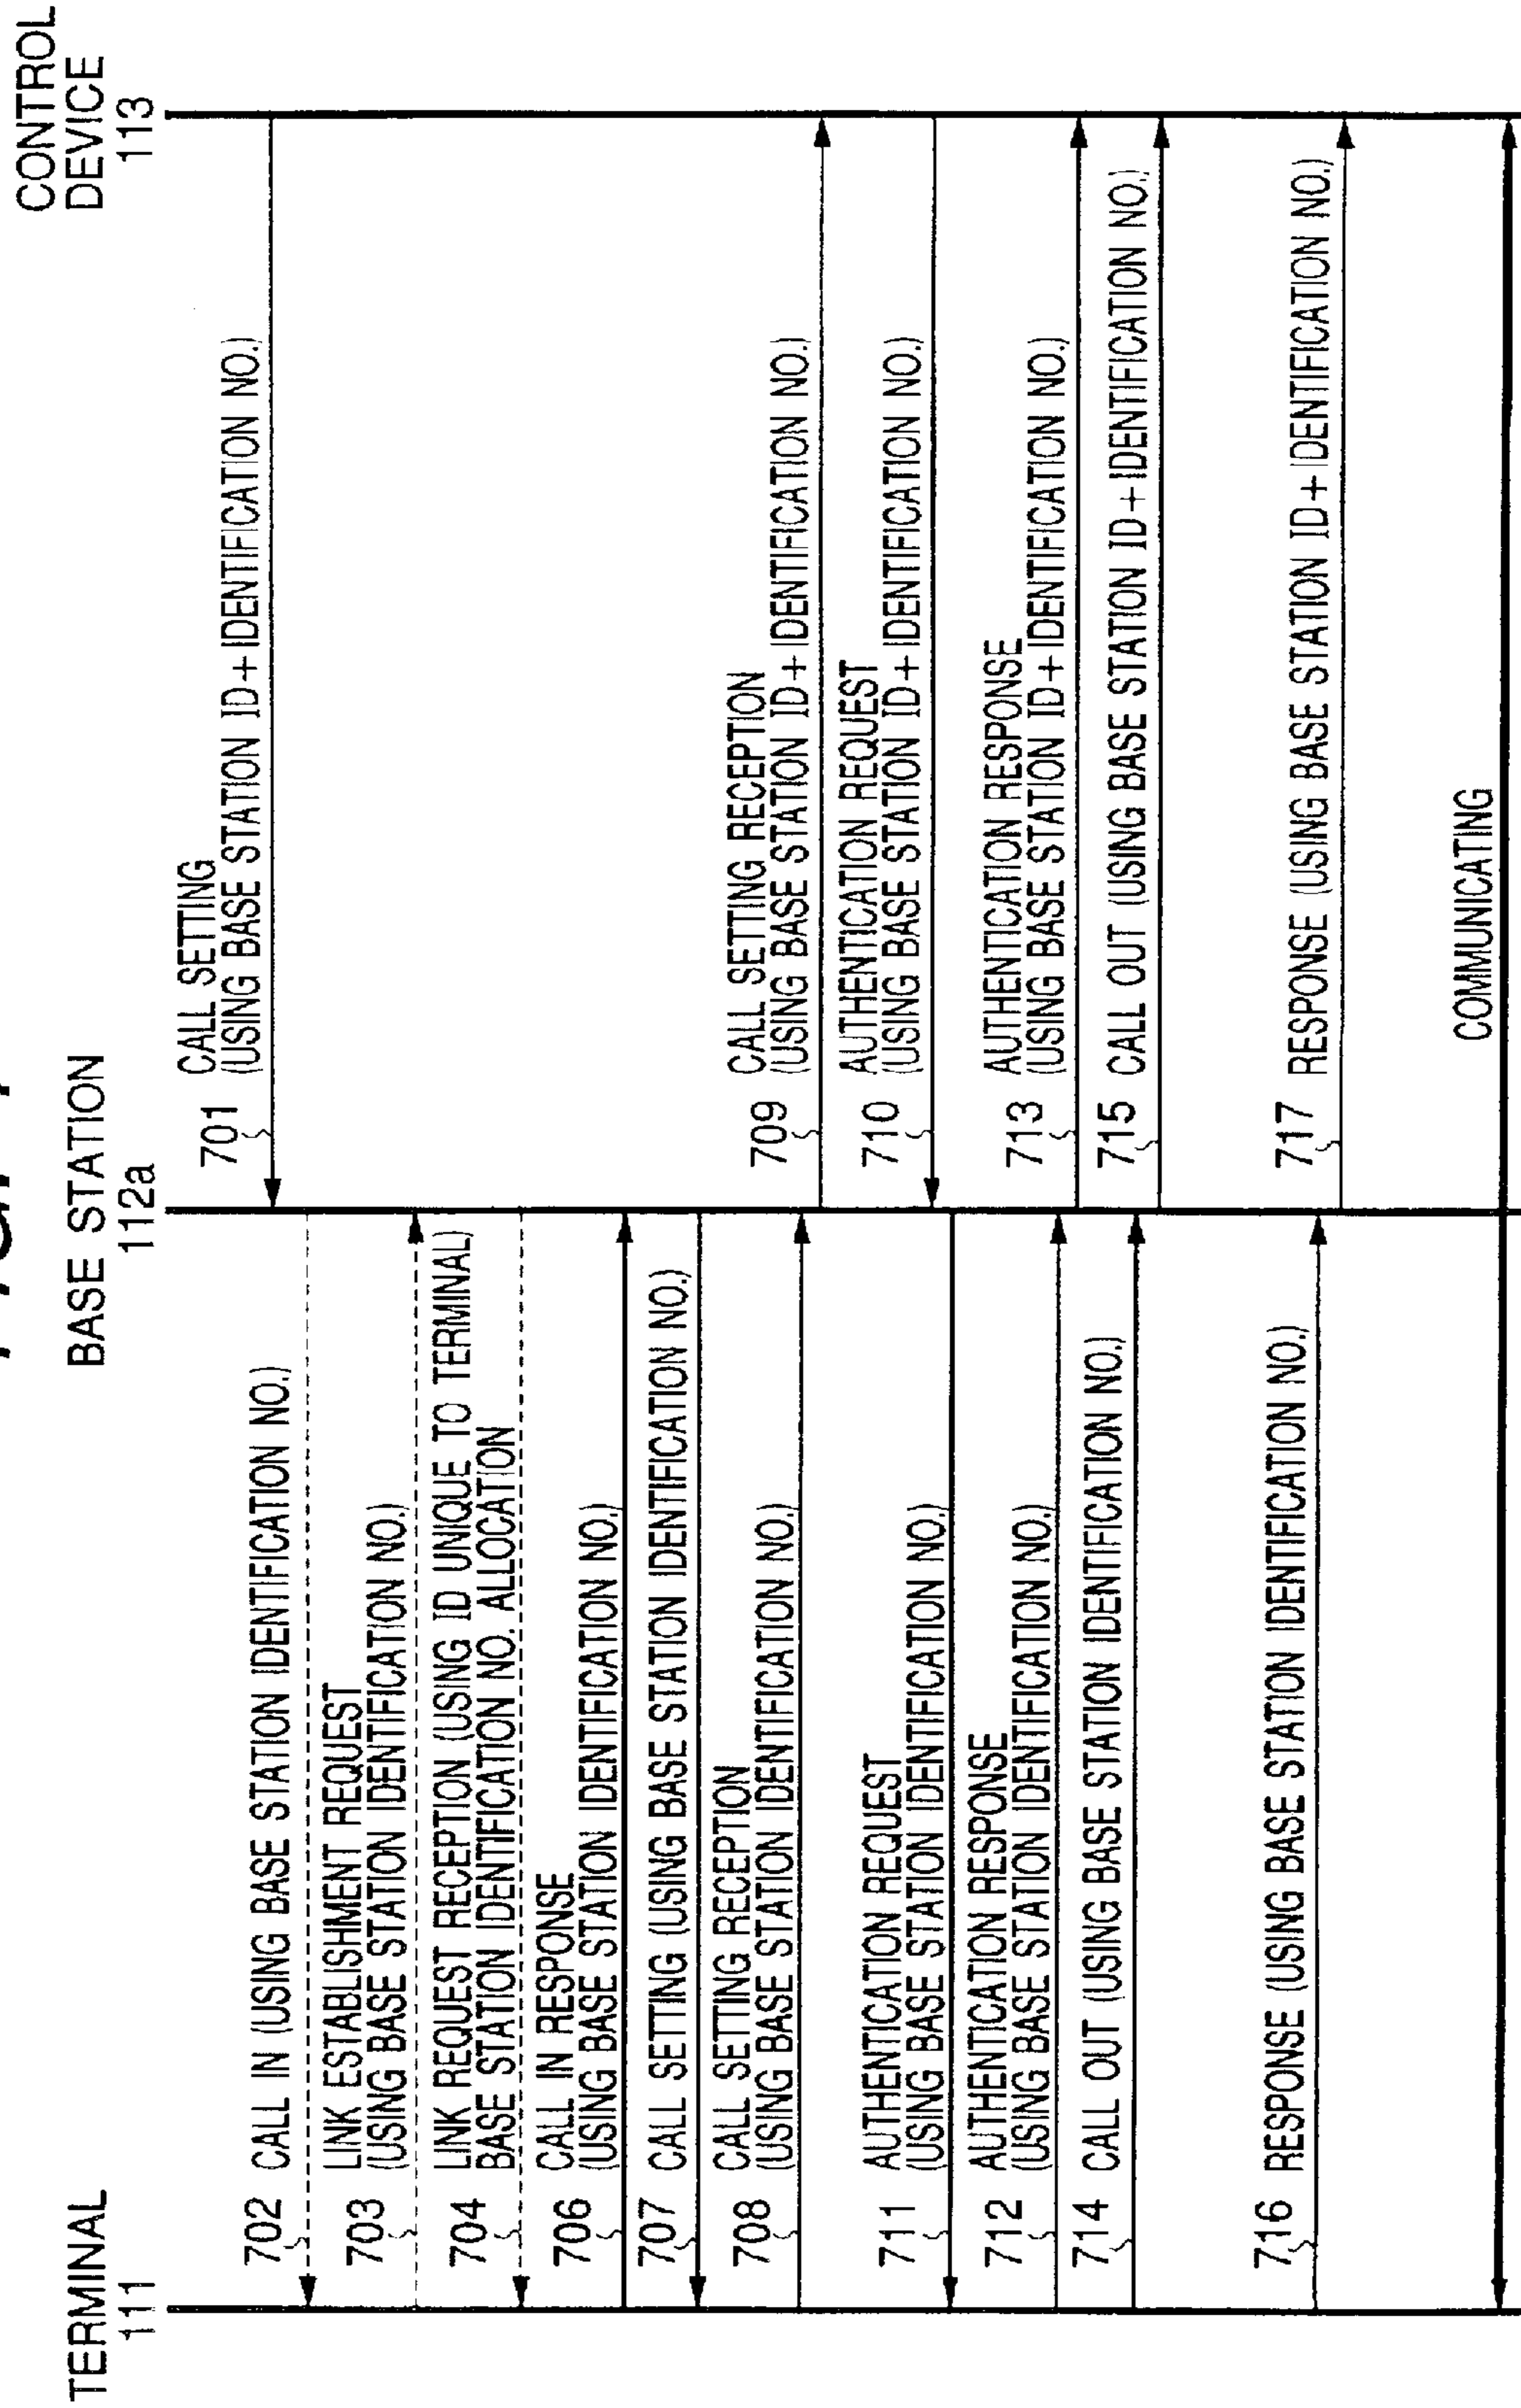 TERMINAL
111
BASE STATION
112a
CONTROL
DEVICE
113
701
CALL SETTING
(USING BASE STATION ID+IDENTIFICATION NO.)
702
CALL IN (USING BASE STATION IDENTIFICATION NO.)
703
LINK ESTABLISHMENT REQUEST
(USING BASE STATION IDENTIFICATION NO.)
704
LINK REQUEST RECEPTION (USING ID UNIQUE TO TERMINAL)
BASE STATION IDENTIFICATION NO. ALLOCATION
706
CALL IN RESPONSE
(USING BASE STATION IDENTIFICATION NO.)
707
CALL SETTING (USING BASE STATION IDENTIFICATION NO.)
708
CALL SETTING RECEPTION
(USING BASE STATION IDENTIFICATION NO.)
709
CALL SETTING RECEPTION
(USING BASE STATION ID+IDENTIFICATION NO.)
710
AUTHENTICATION REQUEST
(USING BASE STATION ID+IDENTIFICATION NO.)
711
AUTHENTICATION REQUEST
(USING BASE STATION IDENTIFICATION NO.)
712
AUTHENTICATION RESPONSE
(USING BASE STATION IDENTIFICATION NO.)
713
AUTHENTICATION RESPONSE
(USING BASE STATION ID+IDENTIFICATION NO.)
714
CALL OUT (USING BASE STATION IDENTIFICATION NO.)
715
CALL OUT (USING BASE STATION ID+IDENTIFICATION NO.)
716
RESPONSE (USING BASE STATION IDENTIFICATION NO.)
717
RESPONSE (USING BASE STATION ID+IDENTIFICATION NO.)
COMMUNICATING